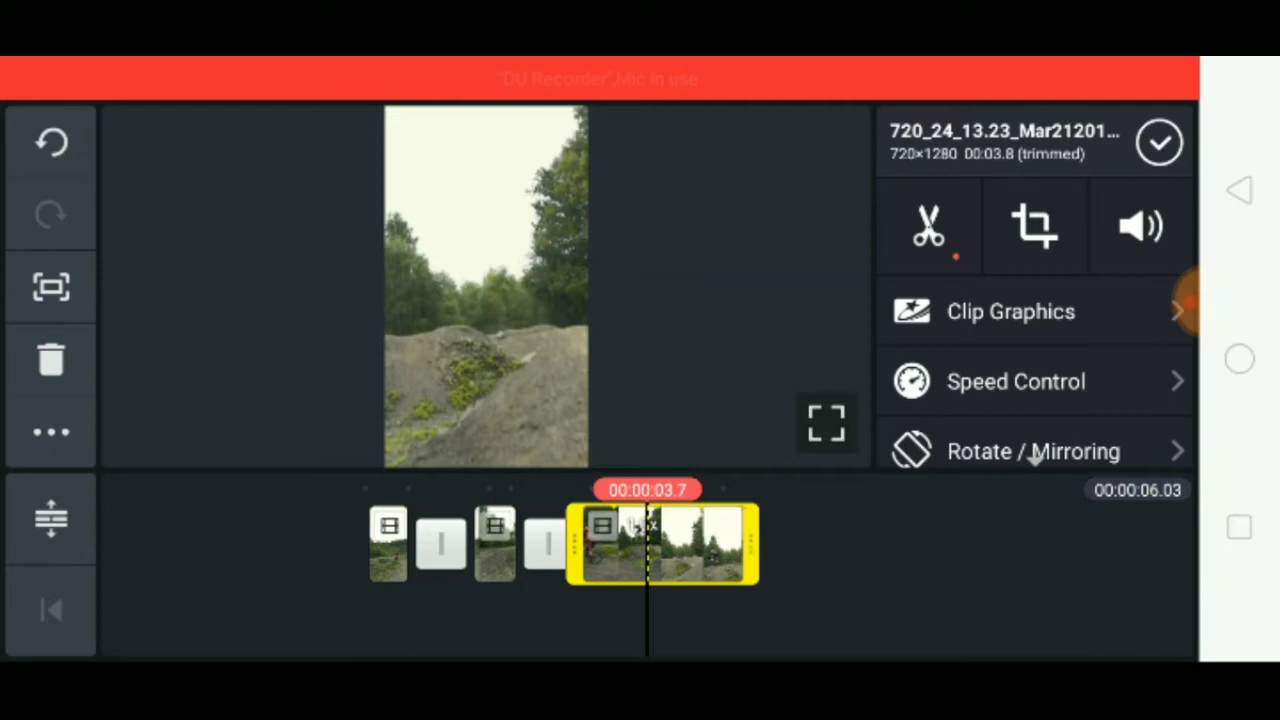 "DU Recorder",Mic in use
720_24_13.23_Mar21201...
720×1280 00:03.8 (trimmed)
Clip Graphics
Speed Control
Rotate / Mirroring
00:00:03.7
00:00:06.03